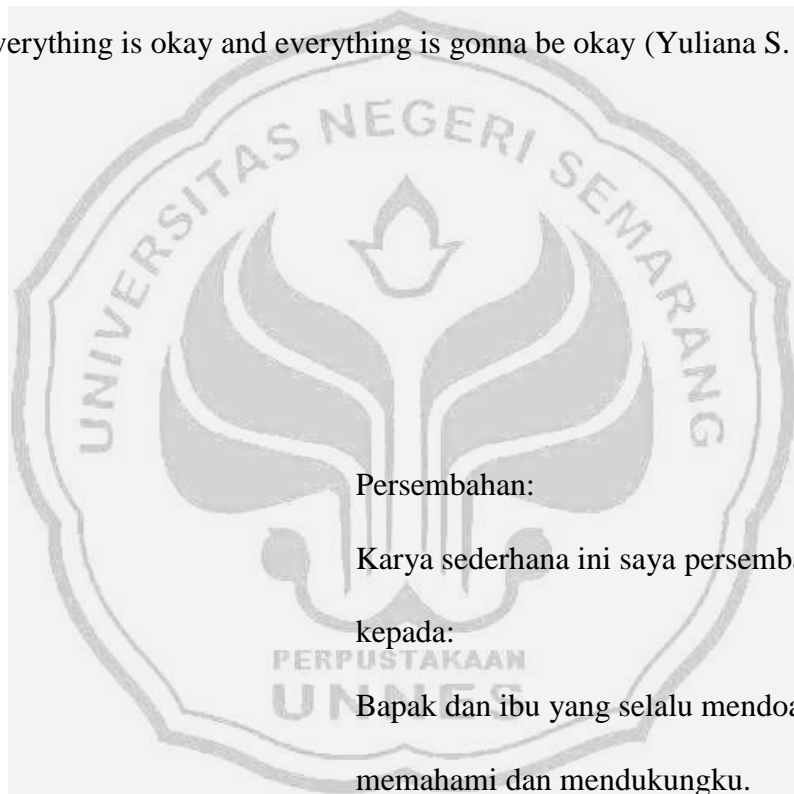 verything is okay and everything is gonna be okay (Yuliana S.
UNIVERSITAS NEGERI SEMARANG
Persembahan:
Karya sederhana ini saya persemba
kepada:
PERPUSTAKAAN
UNNES
Bapak dan ibu yang selalu mendoa
memahami dan mendukungku.